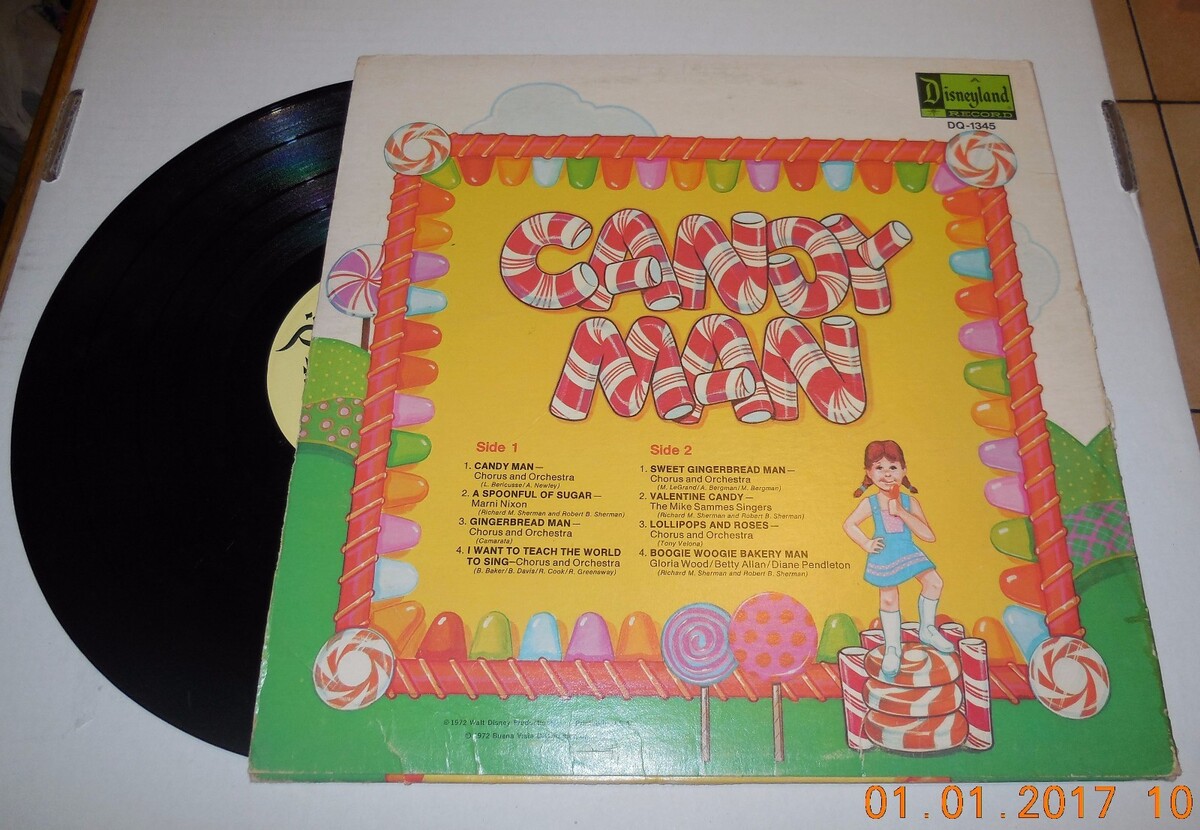 A
Disneyland
RECORD
DQ-1345
CANDY
MAN
Side 1
1. CANDY MAN—
Chorus and Orchestra
(L. Bericusse/A. Newley)
2. A SPOONFUL OF SUGAR—
Marni Nixon
(Richard M. Sherman and Robert B. Sherman)
3. GINGERBREAD MAN—
Chorus and Orchestra
(Camarata)
4. I WANT TO TEACH THE WORLD
TO SING—Chorus and Orchestra
(B. Baker/B. Davis/R. Cook/R. Greenaway)
Side 2
1. SWEET GINGERBREAD MAN—
Chorus and Orchestra
(M. LeGrand/A. Bergman/M. Bergman)
2. VALENTINE CANDY—
The Mike Sammes Singers
(Richard M. Sherman and Robert B. Sherman)
3. LOLLIPOPS AND ROSES—
Chorus and Orchestra
(Tony Velona)
4. BOOGIE WOOGIE BAKERY MAN
Gloria Wood/Betty Allan/Diane Pendleton
(Richard M. Sherman and Robert B. Sherman)
©1972 Walt Disney
℗1972 Buena Vista
01.01.2017 10